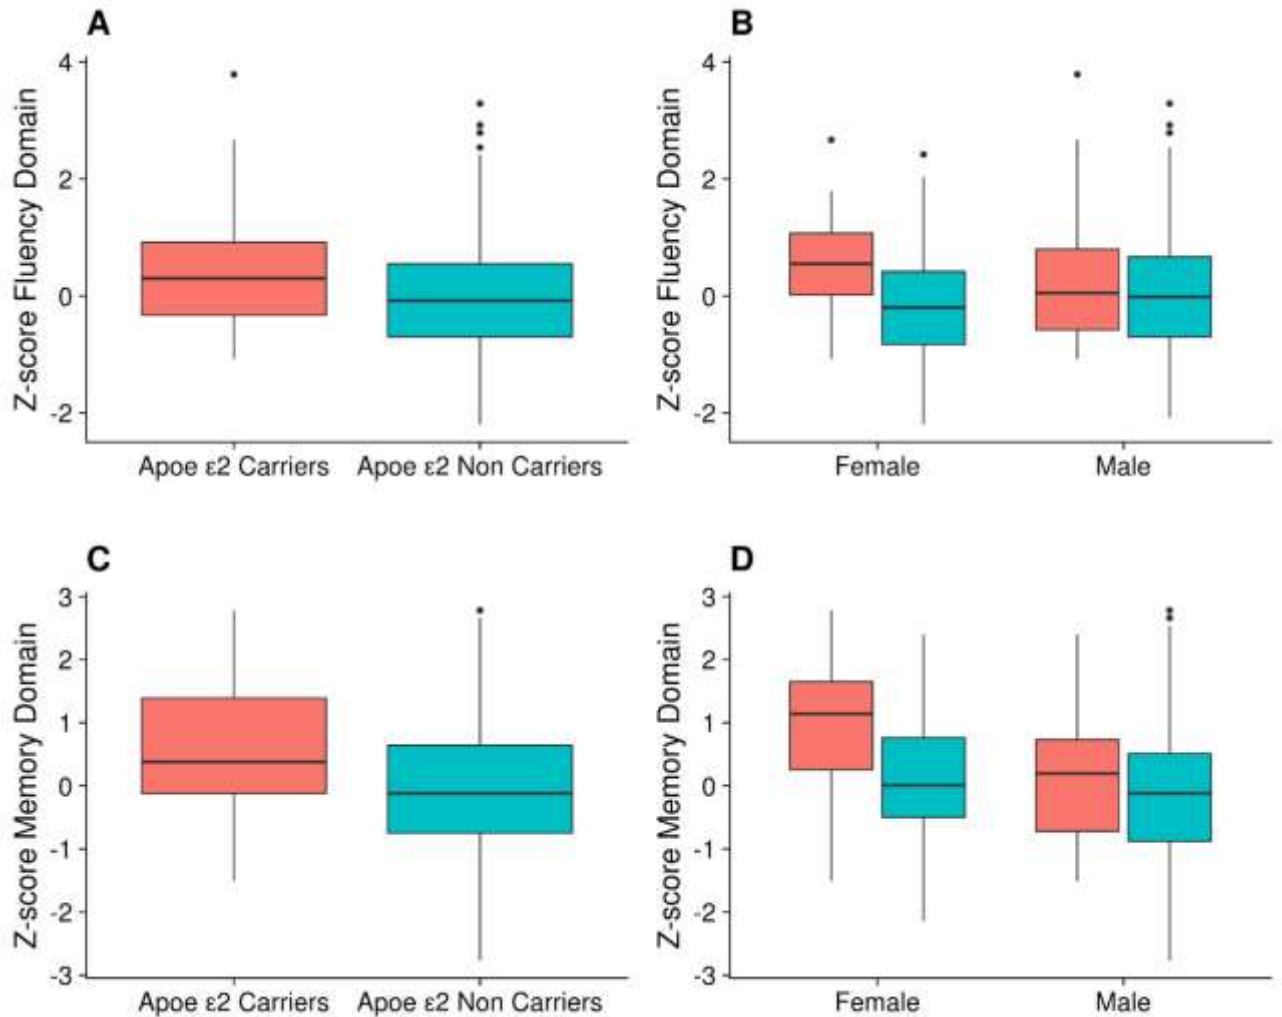 A
Z-score Fluency Domain
4
2
0
-2
Apoe ε2 Carriers Apoe ε2 Non Carriers
B
Z-score Fluency Domain
4
2
0
-2
Female Male
C
Z-score Memory Domain
3
2
1
0
-1
-2
-3
Apoe ε2 Carriers Apoe ε2 Non Carriers
D
Z-score Memory Domain
3
2
1
0
-1
-2
-3
Female Male